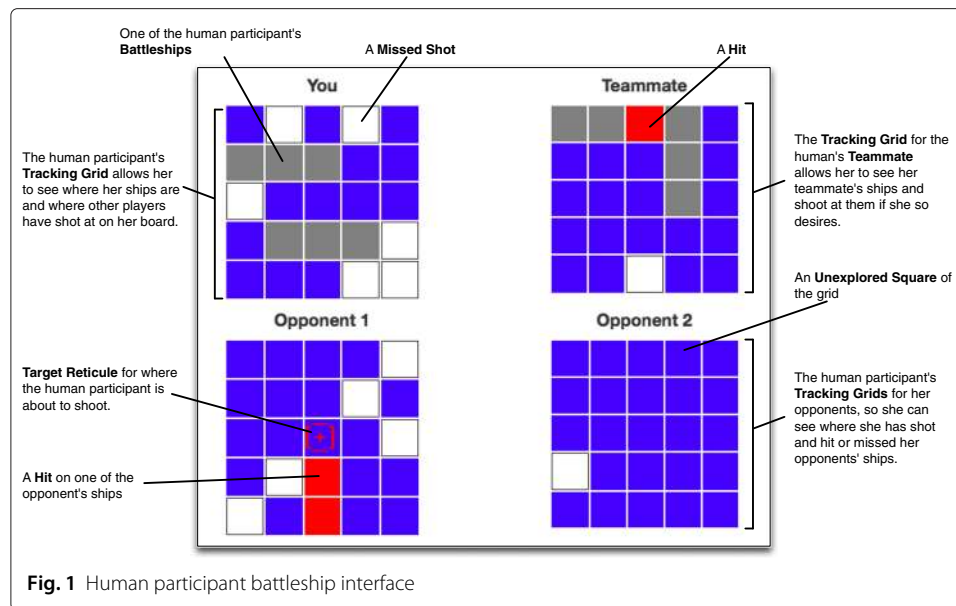 One of the human participant's
Battleships
A Missed Shot
A Hit
You
Teammate
The human participant's
Tracking Grid allows her
to see where her ships are
and where other players
have shot at on her board.
The Tracking Grid for the
human's Teammate
allows her to see her
teammate's ships and
shoot at them if she so
desires.
An Unexplored Square of
the grid
Opponent 1
Opponent 2
Target Reticule for where
the human participant is
about to shoot.
The human participant's
Tracking Grids for her
opponents, so she can
see where she has shot
and hit or missed her
opponents' ships.
A Hit on one of the
opponent's ships
Fig. 1 Human participant battleship interface